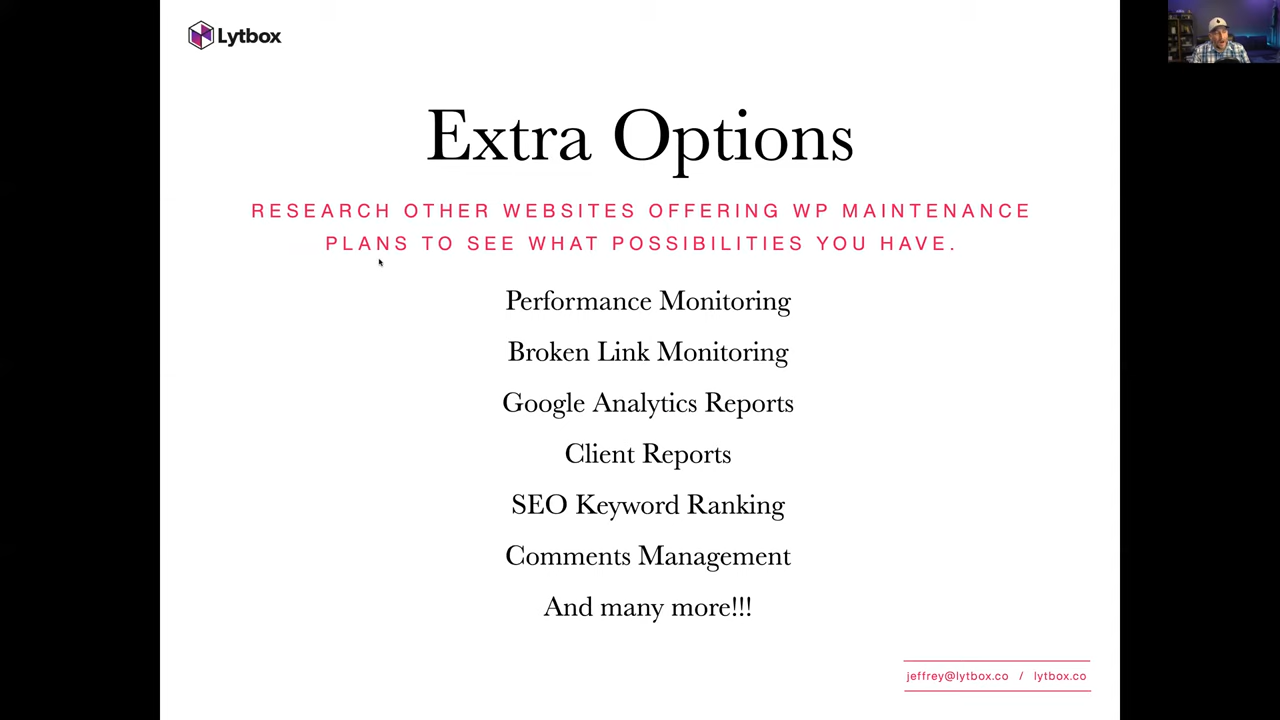 Lytbox
Extra Options
RESEARCH OTHER WEBSITES OFFERING WP MAINTENANCE
PLANS TO SEE WHAT POSSIBILITIES YOU HAVE.
Performance Monitoring
Broken Link Monitoring
Google Analytics Reports
Client Reports
SEO Keyword Ranking
Comments Management
And many more!!!
jeffrey@lytbox.co / lytbox.co